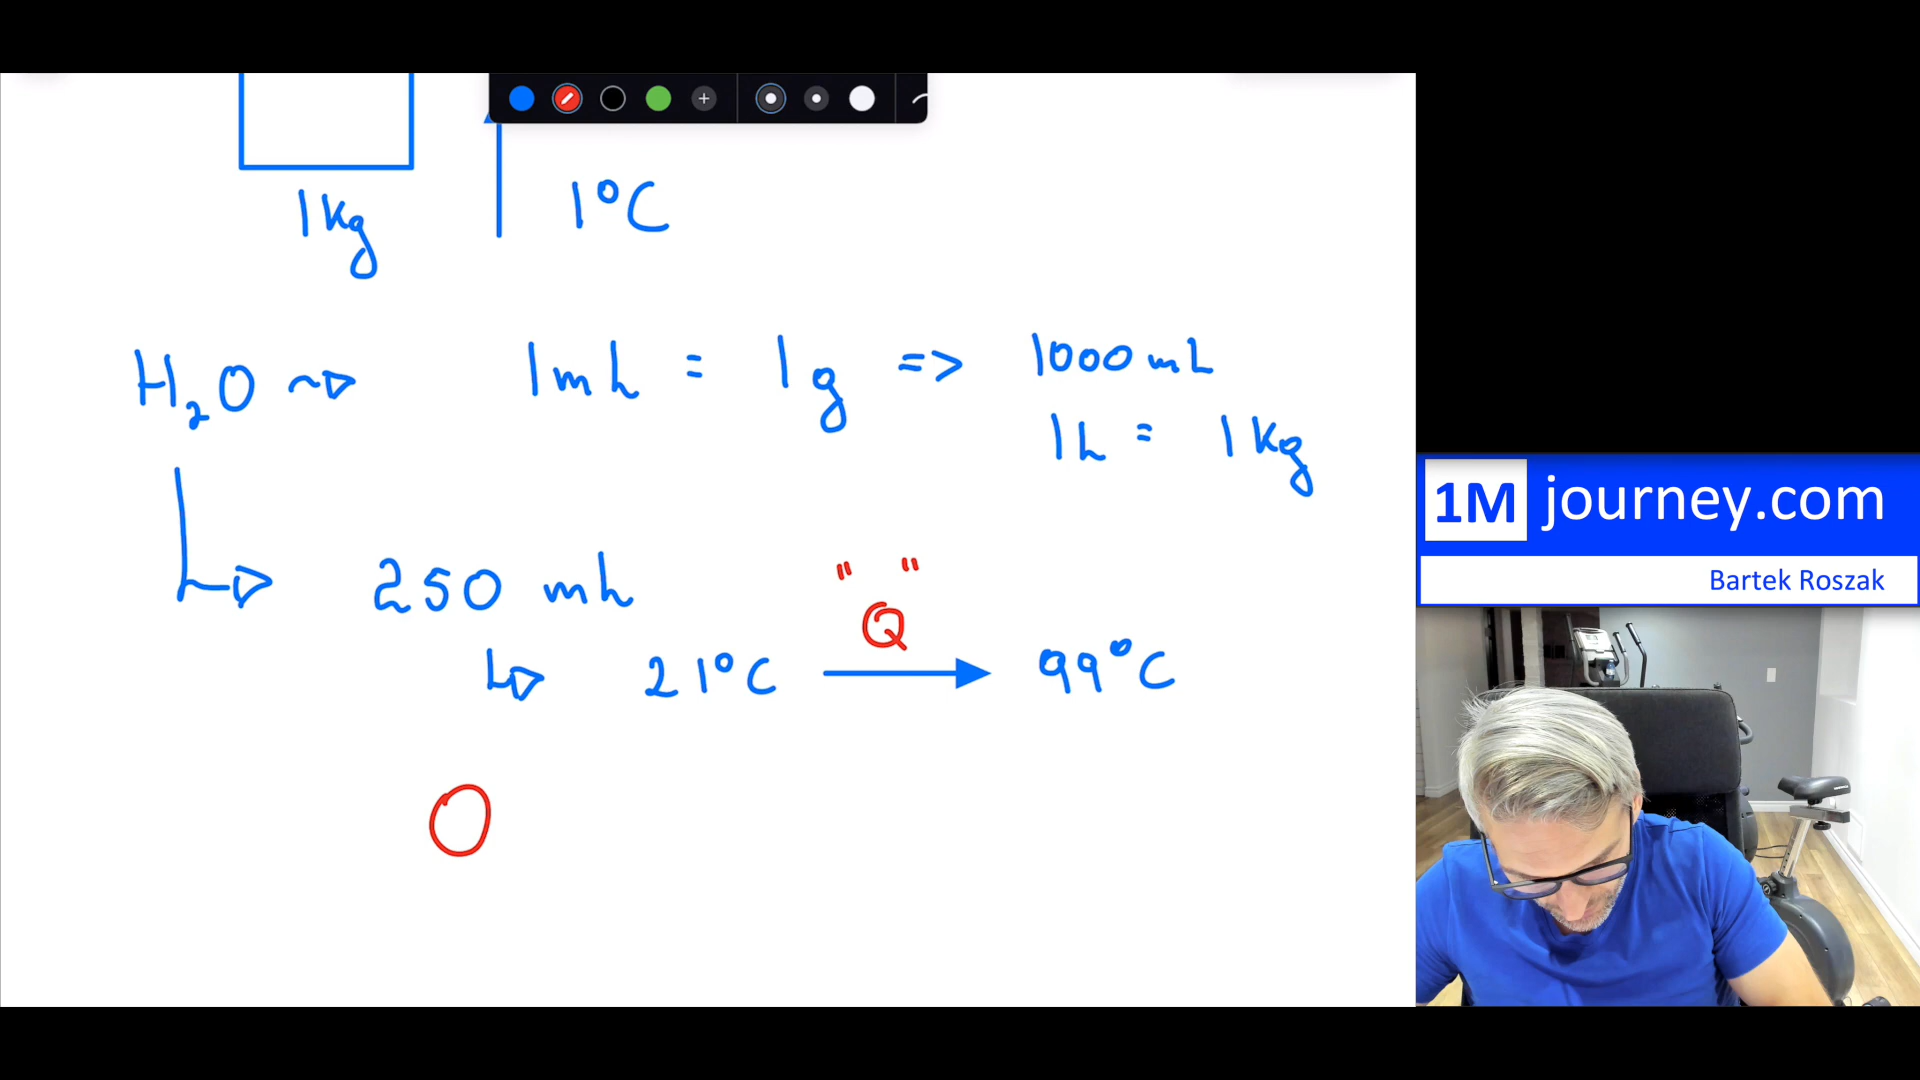 1kg 1°C
H₂O 1mL = 1g => 1000mL
1L = 1kg
250 mL
" "
Q
21°C 99°C
O
1M journey.com
Bartek Roszak